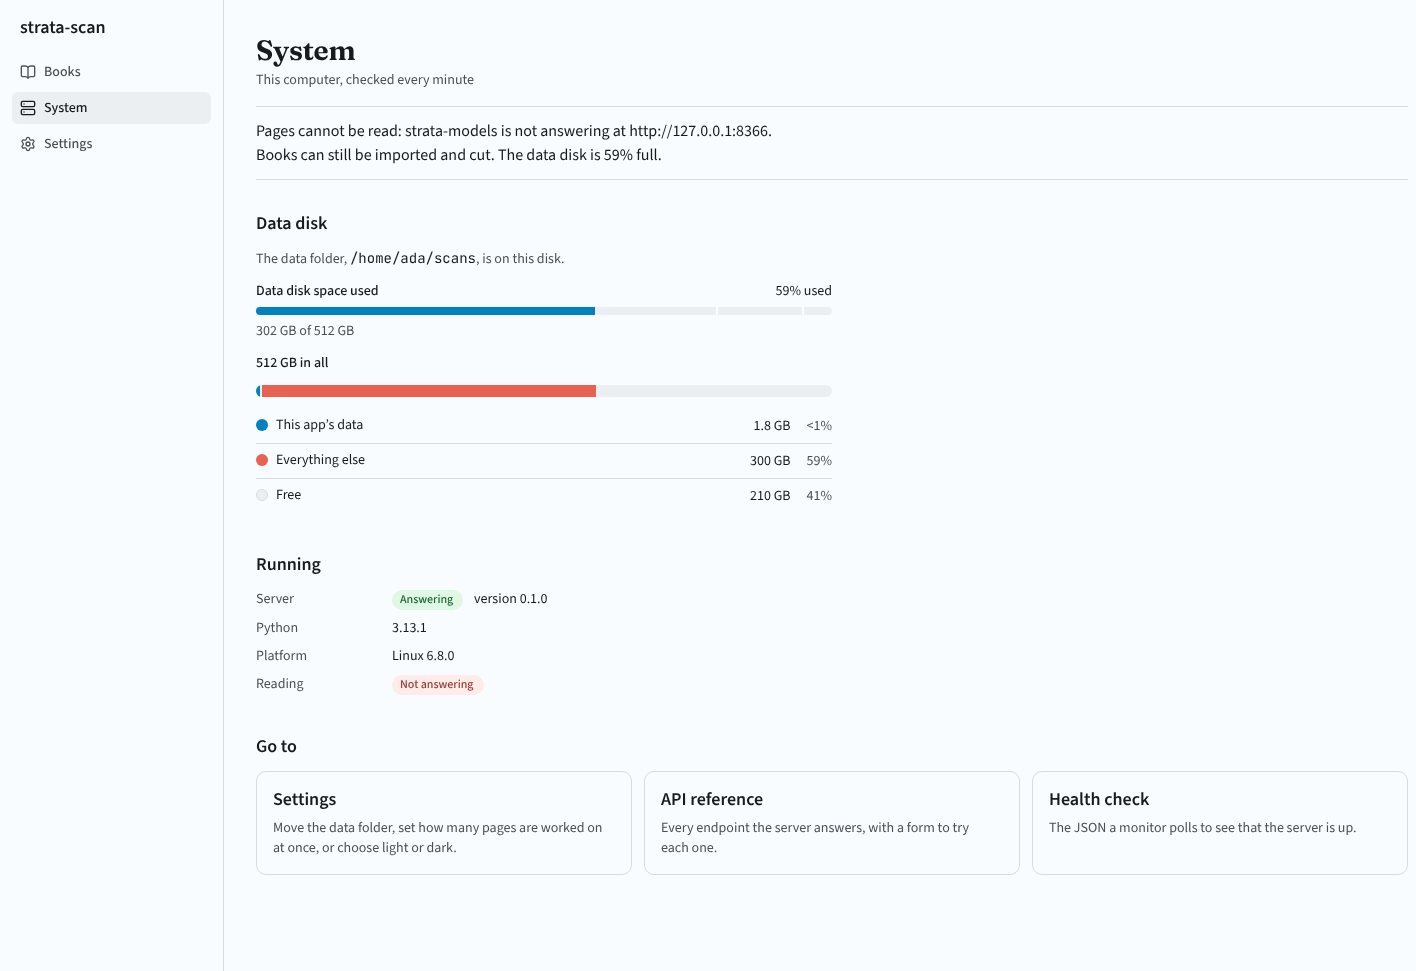 strata-scan
Books
System
Settings
System
This computer, checked every minute
Pages cannot be read: strata-models is not answering at http://127.0.0.1:8366.
Books can still be imported and cut. The data disk is 59% full.
Data disk
The data folder, /home/ada/scans, is on this disk.
Data disk space used 59% used
302 GB of 512 GB
512 GB in all
This app's data 1.8 GB <1%
Everything else 300 GB 59%
Free 210 GB 41%
Running
Server Answering version 0.1.0
Python 3.13.1
Platform Linux 6.8.0
Reading Not answering
Go to
Settings
Move the data folder, set how many pages are worked on
at once, or choose light or dark.
API reference
Every endpoint the server answers, with a form to try
each one.
Health check
The JSON a monitor polls to see that the server is up.